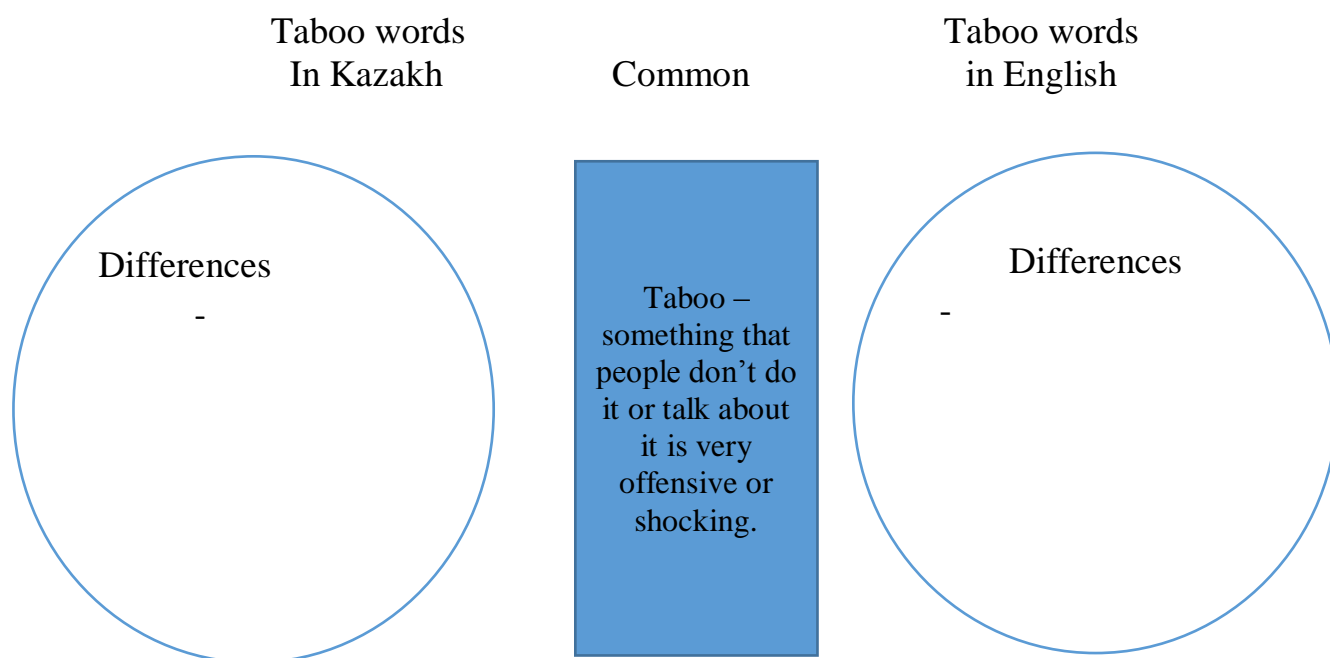 Taboo words
In Kazakh
Common
Taboo words
in English
Differences
-
Taboo –
something that
people don’t do
it or talk about
it is very
offensive or
shocking.
Differences
-